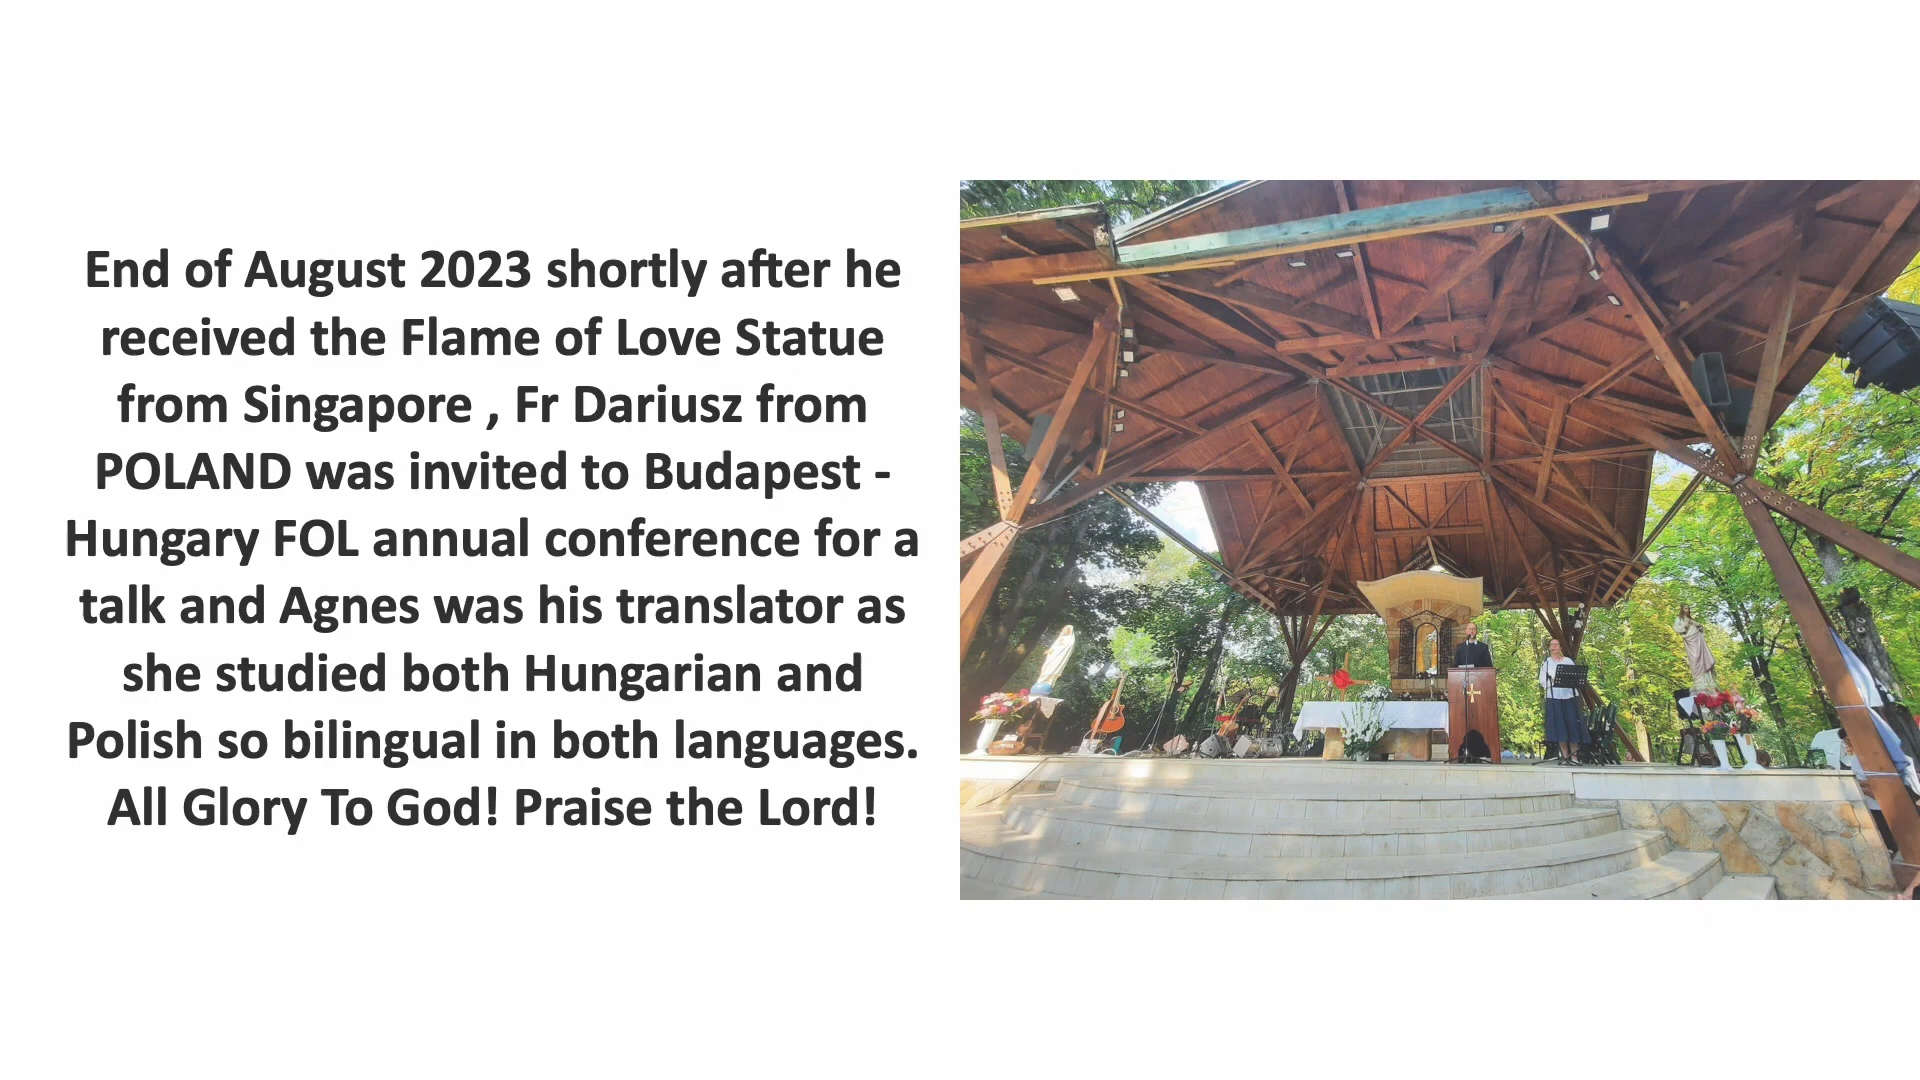 End of August 2023 shortly after he
received the Flame of Love Statue
from Singapore , Fr Dariusz from
POLAND was invited to Budapest -
Hungary FOL annual conference for a
talk and Agnes was his translator as
she studied both Hungarian and
Polish so bilingual in both languages.
All Glory To God! Praise the Lord!